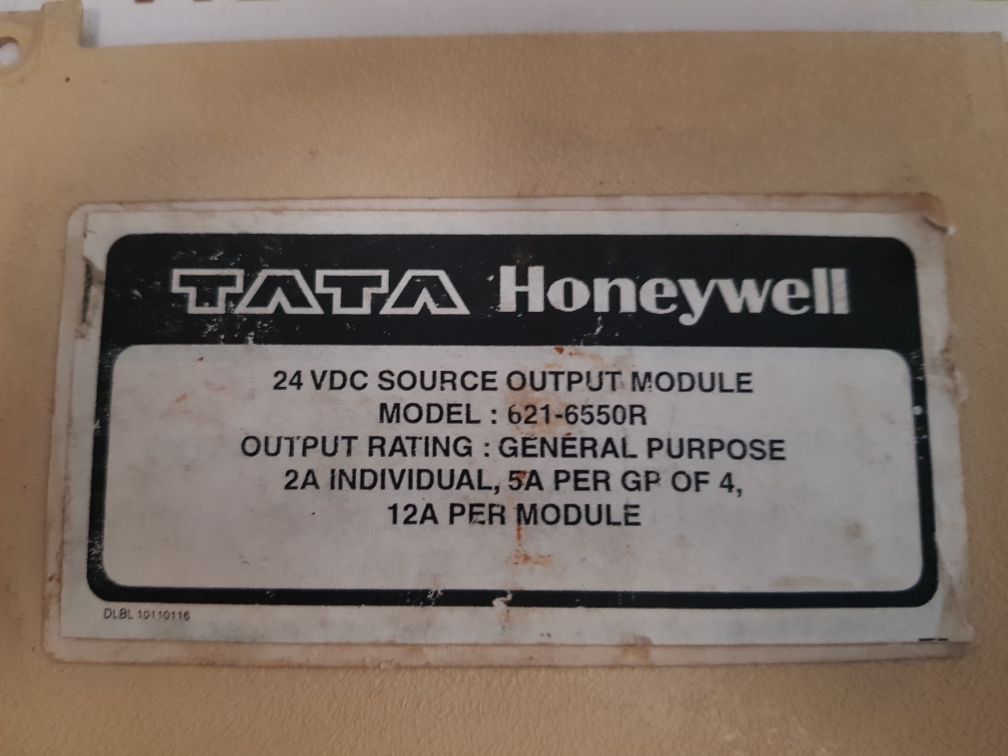 TATA Honeywell
24 VDC SOURCE OUTPUT MODULE
MODEL : 621-6550R
OUTPUT RATING : GENERAL PURPOSE
2A INDIVIDUAL, 5A PER GP OF 4,
12A PER MODULE
DLBL 10110116